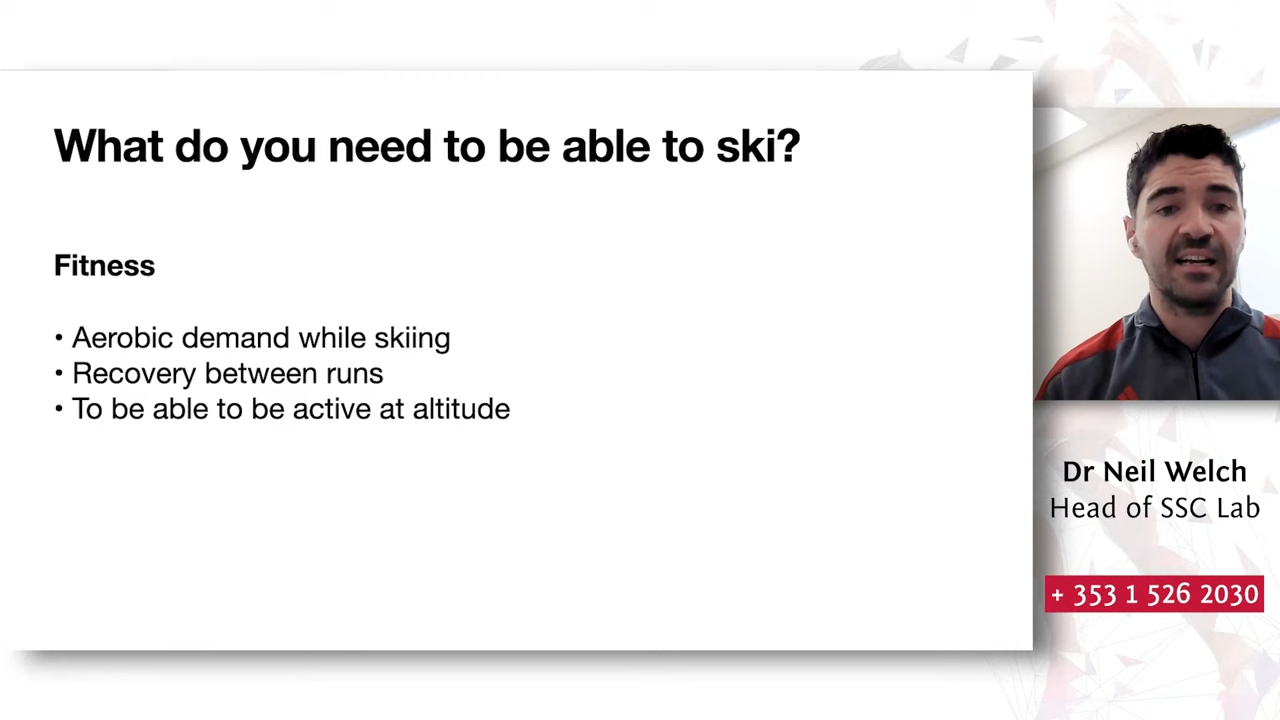 What do you need to be able to ski?
Fitness
• Aerobic demand while skiing
• Recovery between runs
• To be able to be active at altitude
Dr Neil Welch
Head of SSC Lab
+ 353 1 526 2030